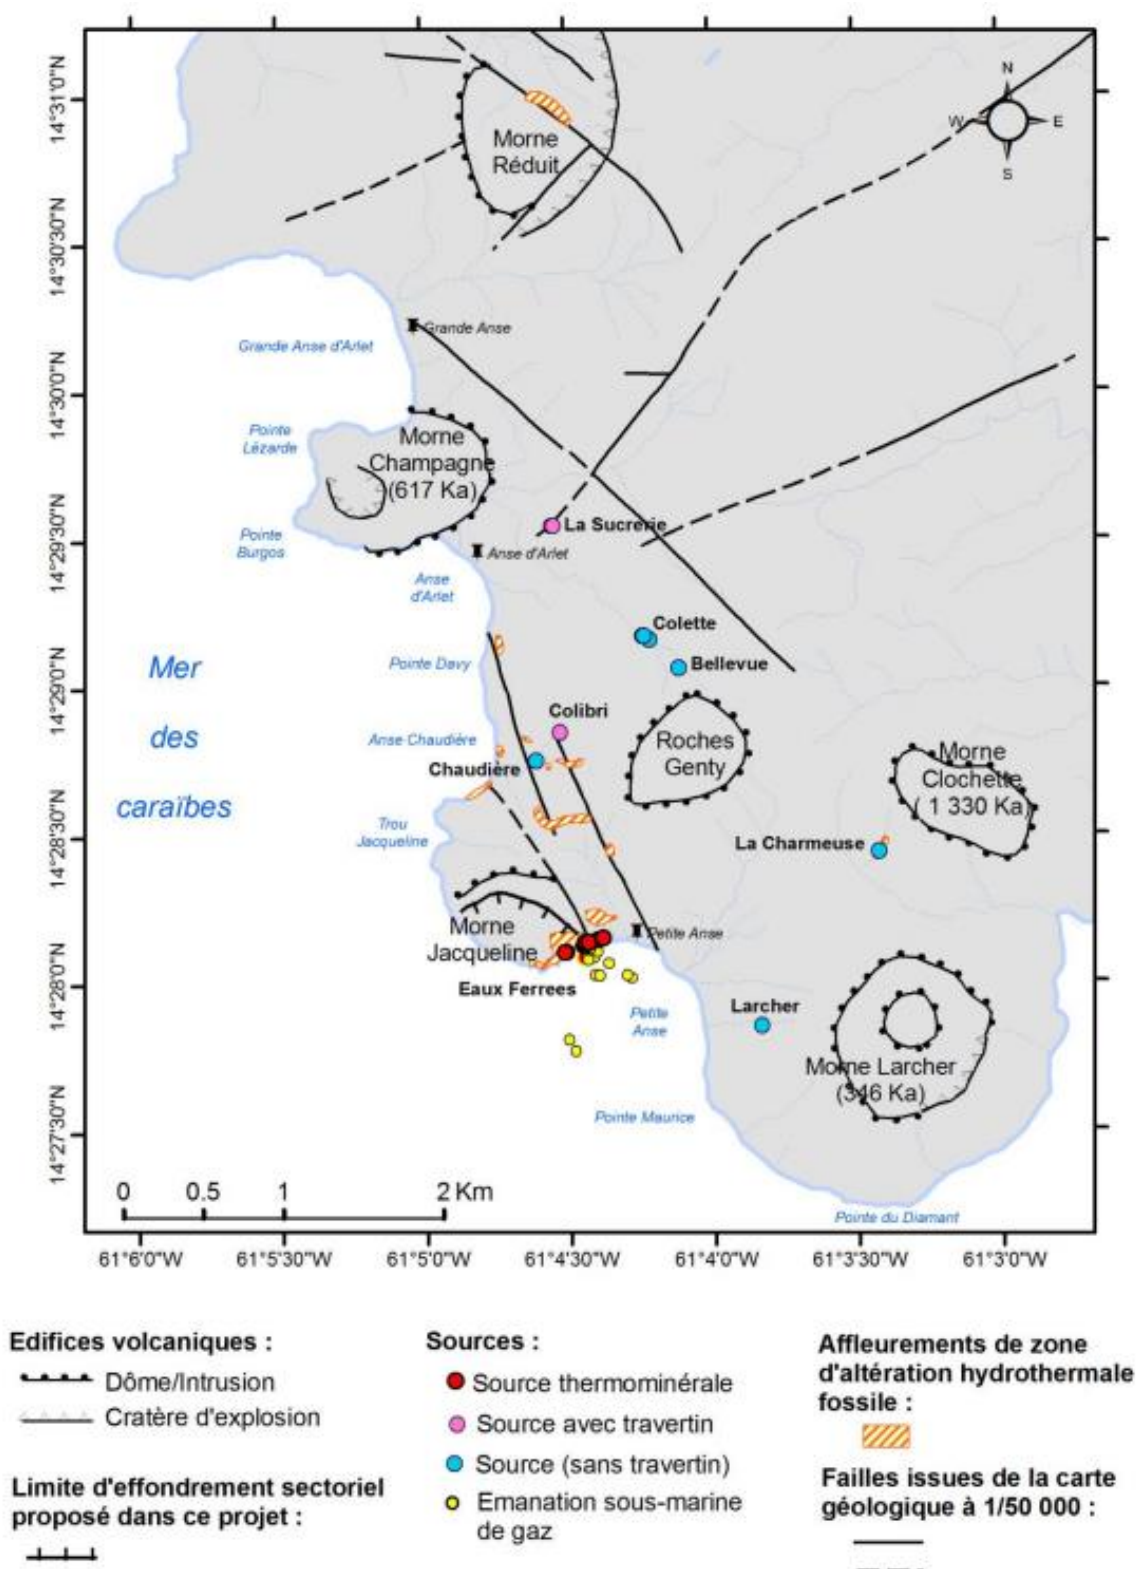 N
W E
S
14°31'0"N
14°30'30"N
14°30'0"N
14°29'30"N
14°29'0"N
14°28'30"N
14°28'0"N
14°27'30"N
Morne
Réduit
Grande Anse
Grande Anse d'Arlet
Pointe
Lézarde
Morne
Champagne
(617 Ka)
La Sucrerie
Pointe
Burgos
Anse d'Arlet
Anse
d'Arlet
Colette
Mer
des
caraïbes
Pointe Davy
Bellevue
Colibri
Anse Chaudière
Chaudière
Roches
Genty
Morne
Clochette
( 1 330 Ka)
Trou
Jacqueline
La Charmeuse
Morne
Jacqueline
Petite Anse
Eaux Ferrees
Petite
Anse
Larcher
Morne Larcher
(346 Ka)
Pointe Maurice
0 0.5 1 2 Km
Pointe du Diamant
61°6'0"W 61°5'30"W 61°5'0"W 61°4'30"W 61°4'0"W 61°3'30"W 61°3'0"W
Edifices volcaniques :
Dôme/Intrusion
Cratère d'explosion
Limite d'effondrement sectoriel
proposé dans ce projet :
Sources :
Source thermominérale
Source avec travertin
Source (sans travertin)
Emanation sous-marine
de gaz
Affleurements de zone
d'altération hydrothermale
fossile :
Failles issues de la carte
géologique à 1/50 000 :